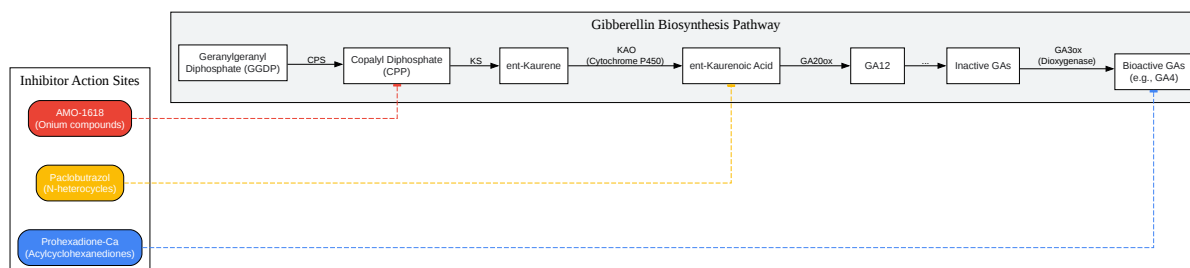 Gibberellin Biosynthesis Pathway
Geranylgeranyl
Diphosphate (GGDP)
CPS
Copalyl Diphosphate
(CPP)
KS
ent-Kaurene
KAO
(Cytochrome P450)
ent-Kaurenoic Acid
GA20ox
GA12
...
Inactive GAs
GA3ox
(Dioxygenase)
Bioactive GAs
(e.g., GA4)
Inhibitor Action Sites
AMO-1618
(Onium compounds)
Paclobutrazol
(N-heterocycles)
Prohexadione-Ca
(Acylcyclohexanediones)